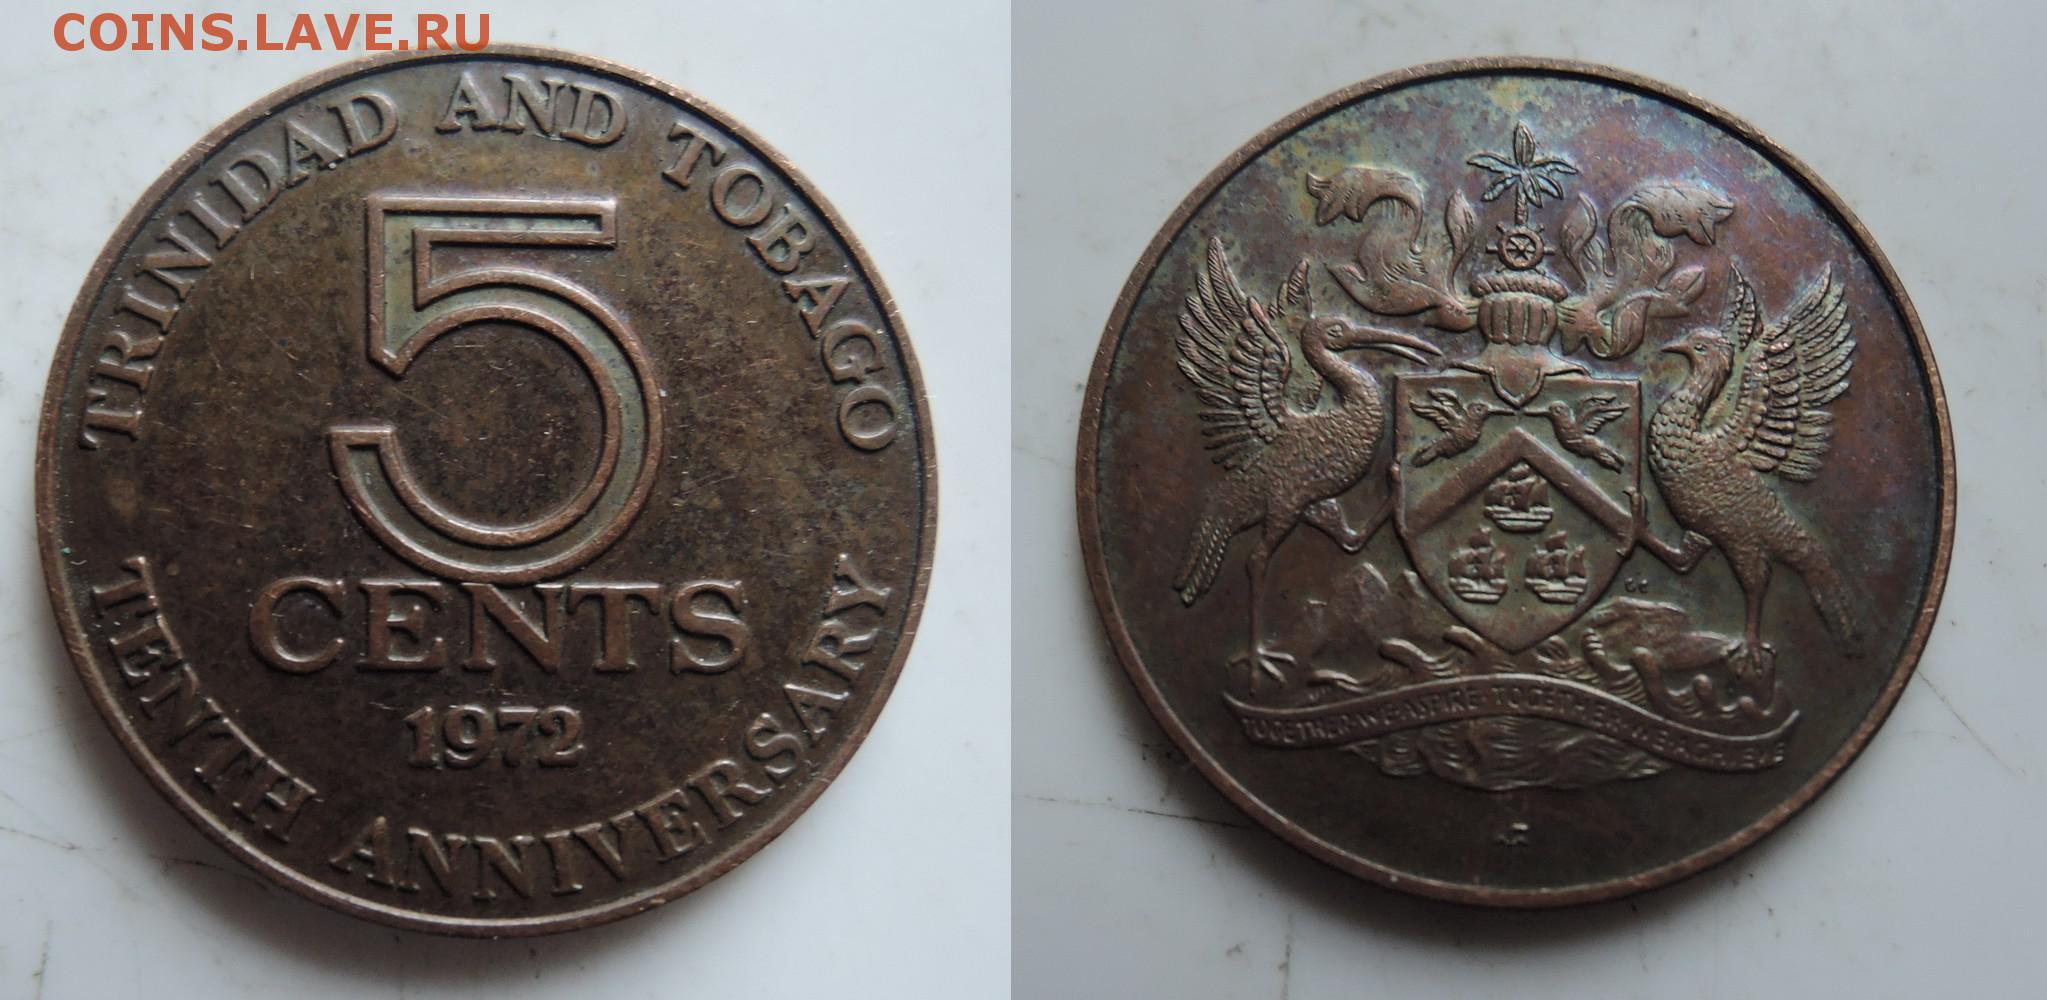 COINS.LAVE.RU
TRINIDAD AND TOBAGO
5
CENTS
1972
TENTH ANNIVERSARY
TOGETHER WE ASPIRE TOGETHER WE ACHIEVE